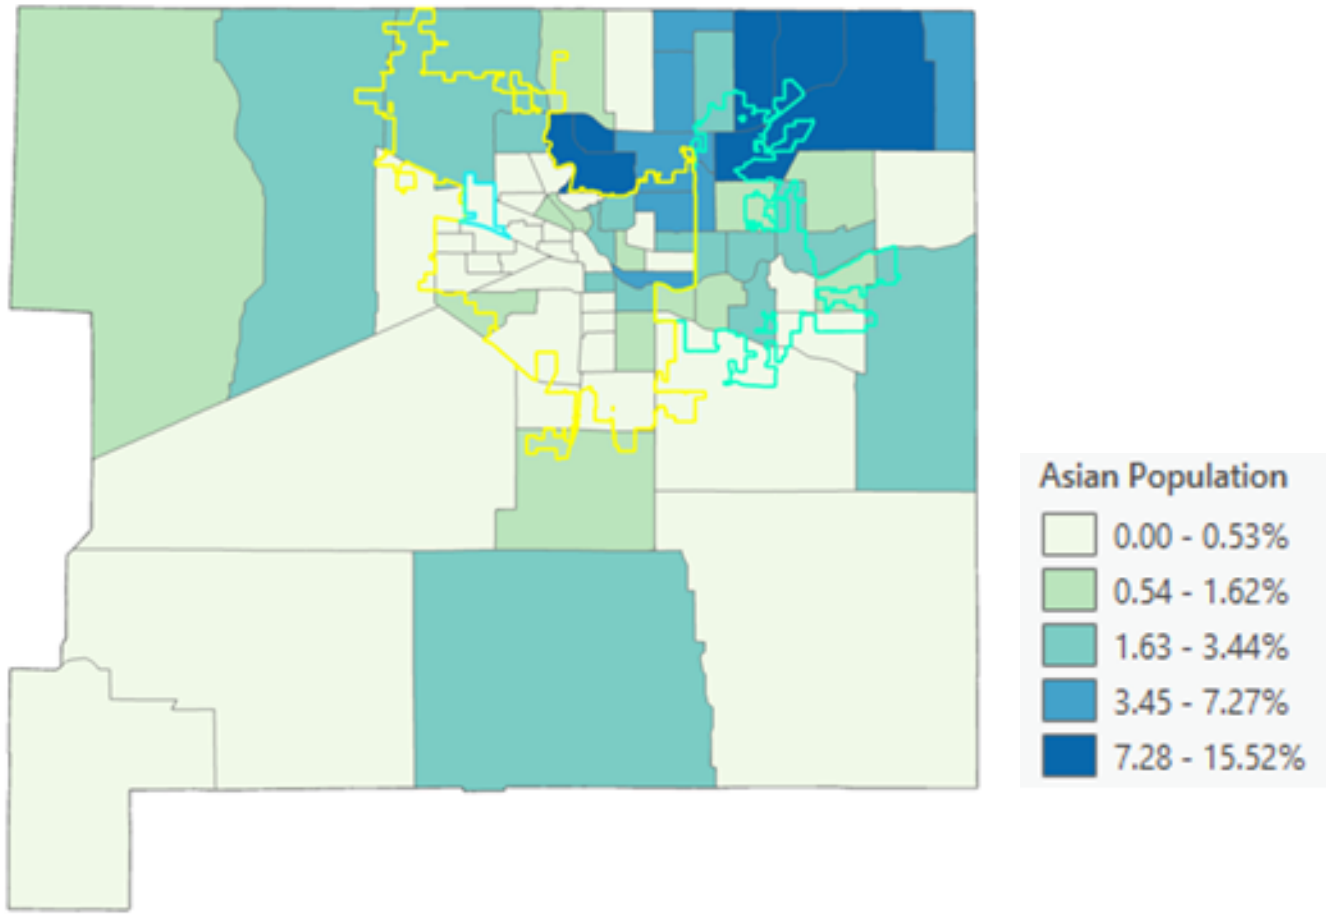 Asian Population
0.00 - 0.53%
0.54 - 1.62%
1.63 - 3.44%
3.45 - 7.27%
7.28 - 15.52%